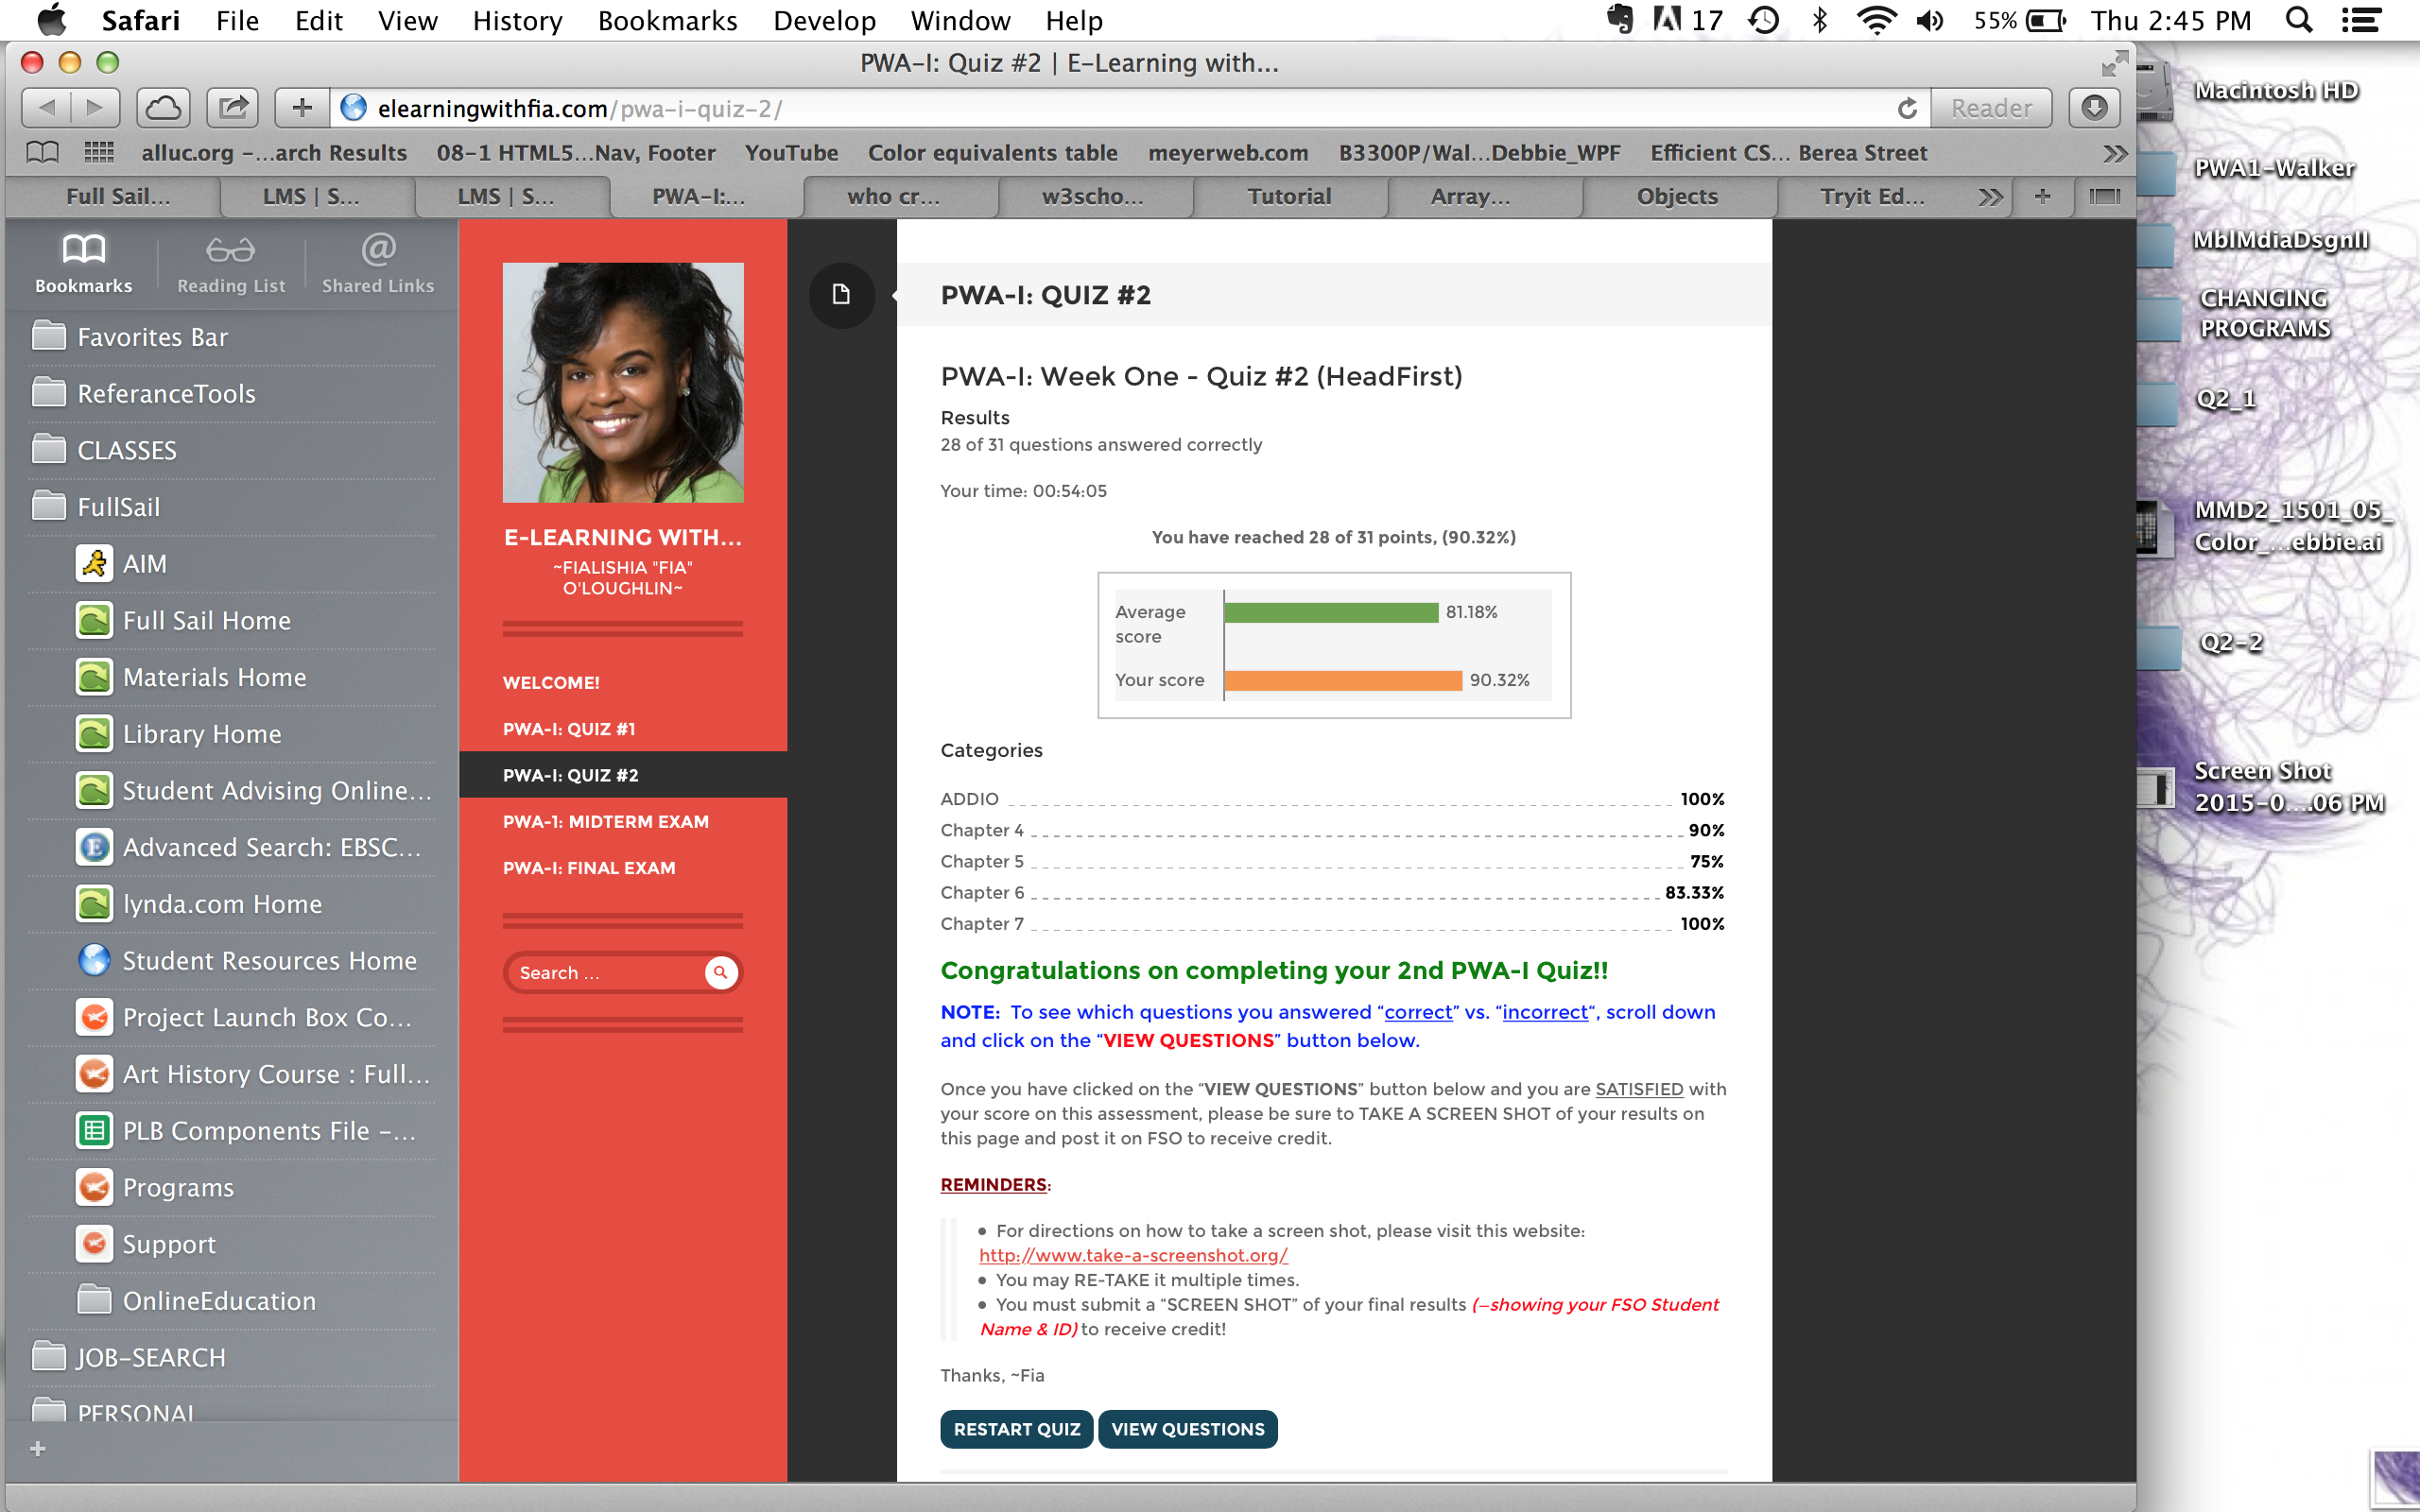 Safari File Edit View History Bookmarks Develop Window Help 17 55% Thu 2:45 PM
PWA-I: Quiz #2 | E-Learning with...
elearningwithfia.com/pwa-i-quiz-2/ Reader
alluc.org -...arch Results 08-1 HTML5...Nav, Footer YouTube Color equivalents table meyerweb.com B3300P/Wal...Debbie_WPF Efficient CS... Berea Street
Full Sail... LMS | S... LMS | S... PWA-I:... who cr... w3scho... Tutorial Array... Objects Tryit Ed...
Bookmarks Reading List Shared Links
Favorites Bar
ReferanceTools
CLASSES
FullSail
AIM
Full Sail Home
Materials Home
Library Home
Student Advising Online...
Advanced Search: EBSC...
lynda.com Home
Student Resources Home
Project Launch Box Co...
Art History Course : Full...
PLB Components File -...
Programs
Support
OnlineEducation
JOB-SEARCH
PERSONAL
E-LEARNING WITH...
~FIALISHIA "FIA"
O'LOUGHLIN~
WELCOME!
PWA-I: QUIZ #1
PWA-I: QUIZ #2
PWA-1: MIDTERM EXAM
PWA-I: FINAL EXAM
Search ...
PWA-I: QUIZ #2
PWA-I: Week One - Quiz #2 (HeadFirst)
Results
28 of 31 questions answered correctly
Your time: 00:54:05
You have reached 28 of 31 points, (90.32%)
Average
score 81.18%
Your score 90.32%
Categories
ADDIO 100%
Chapter 4 90%
Chapter 5 75%
Chapter 6 83.33%
Chapter 7 100%
Congratulations on completing your 2nd PWA-I Quiz!!
NOTE: To see which questions you answered “correct” vs. “incorrect“, scroll down
and click on the “VIEW QUESTIONS” button below.
Once you have clicked on the “VIEW QUESTIONS” button below and you are SATISFIED with
your score on this assessment, please be sure to TAKE A SCREEN SHOT of your results on
this page and post it on FSO to receive credit.
REMINDERS:
• For directions on how to take a screen shot, please visit this website:
http://www.take-a-screenshot.org/
• You may RE-TAKE it multiple times.
• You must submit a “SCREEN SHOT” of your final results (–showing your FSO Student
Name & ID) to receive credit!
Thanks, ~Fia
RESTART QUIZ VIEW QUESTIONS
Macintosh HD
PWA1-Walker
MblMdiaDsgnII
CHANGING
PROGRAMS
Q2_1
MMD2_1501_05_
Color_...ebbie.ai
Q2-2
Screen Shot
2015-0....06 PM